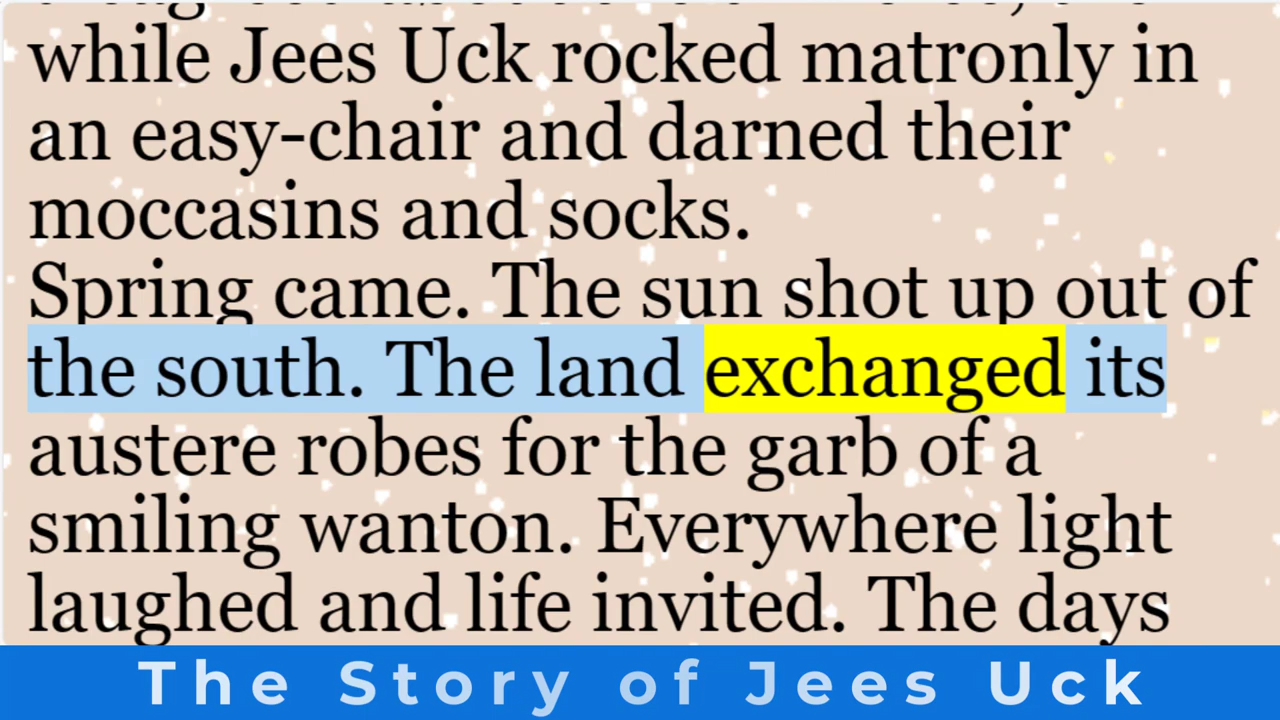 while Jees Uck rocked matronly in
an easy-chair and darned their
moccasins and socks.
Spring came. The sun shot up out of
the south. The land exchanged its
austere robes for the garb of a
smiling wanton. Everywhere light
laughed and life invited. The days
The Story of Jees Uck